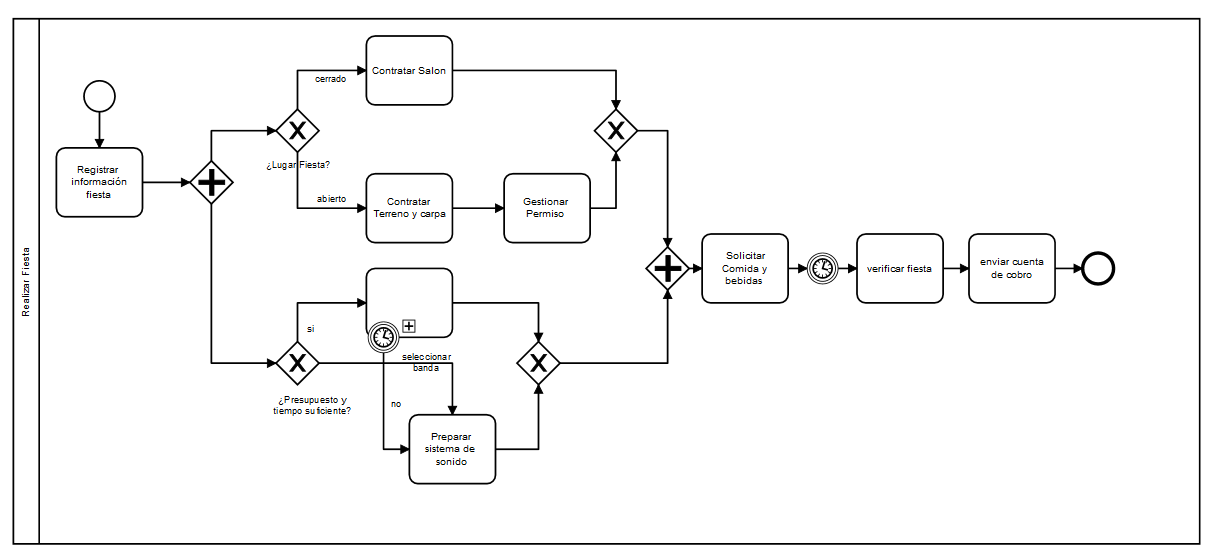 Realizar Fiesta
Registrar
información
fiesta
¿Lugar Fiesta?
cerrado
Contratar Salon
abierto
Contratar
Terreno y carpa
Gestionar
Permiso
¿Presupuesto y
tiempo suficiente?
si
seleccionar
banda
no
Preparar
sistema de
sonido
Solicitar
Comida y
bebidas
verificar fiesta
enviar cuenta
de cobro